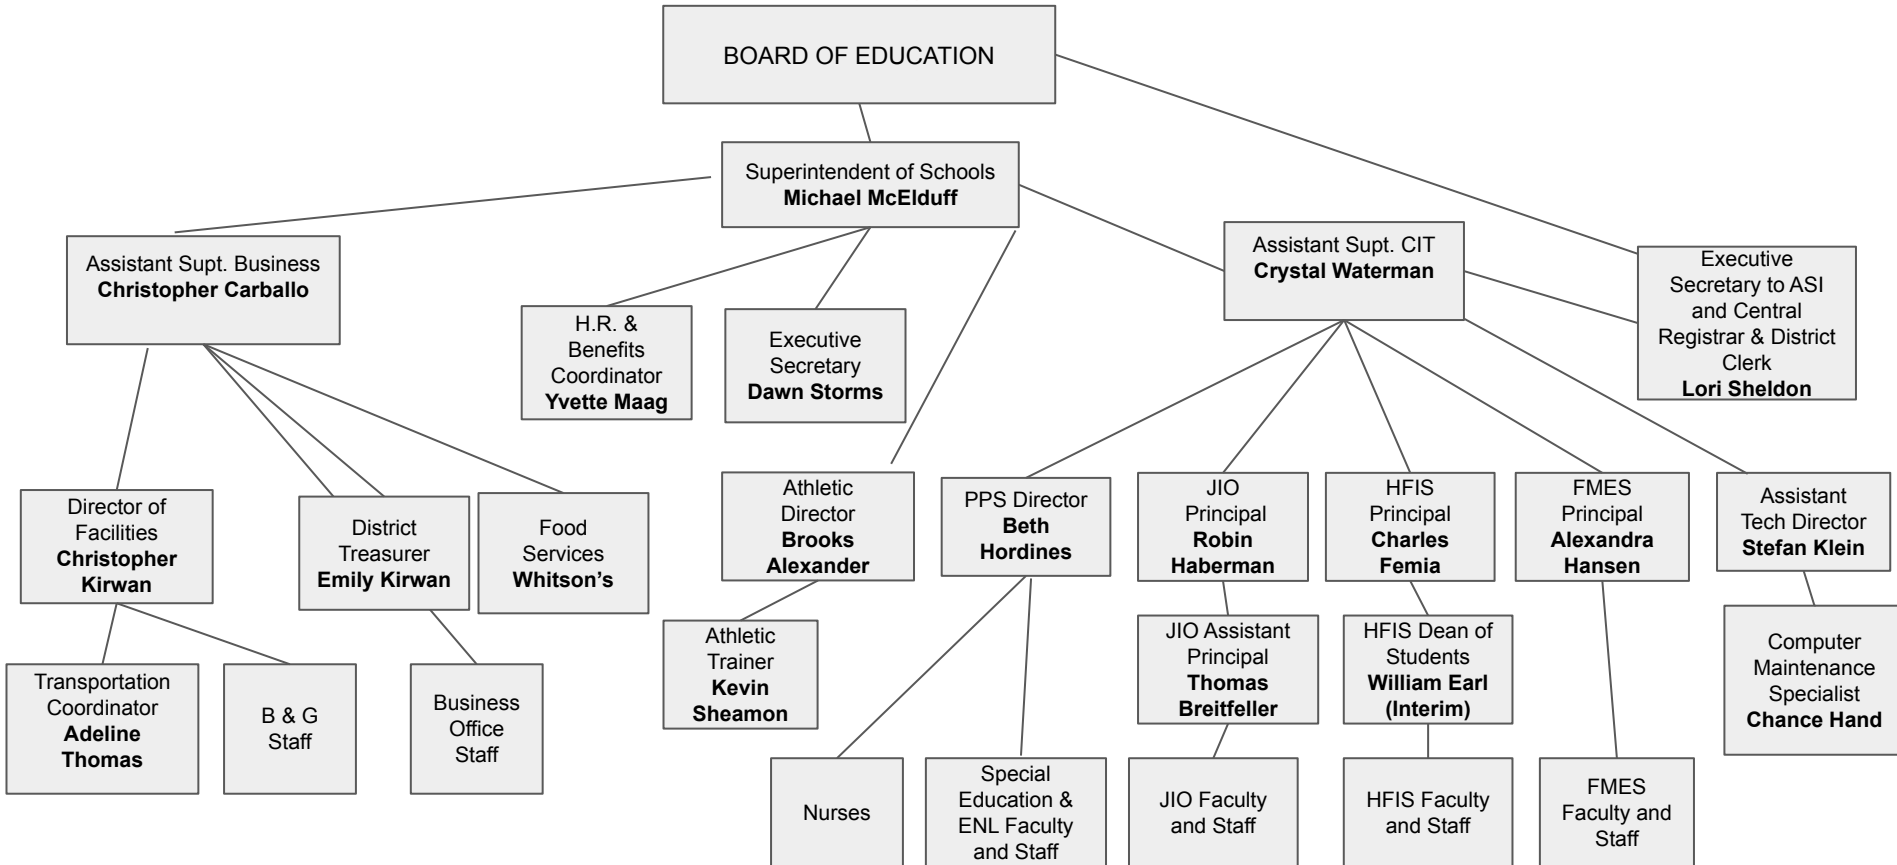 BOARD OF EDUCATION
Superintendent of Schools
Michael McElduff
Assistant Supt. Business
Christopher Carballo
Assistant Supt. CIT
Crystal Waterman
Executive
Secretary to ASI
and Central
Registrar & District
Clerk
Lori Sheldon
H.R. &
Benefits
Coordinator
Yvette Maag
Executive
Secretary
Dawn Storms
Director of
Facilities
Christopher
Kirwan
District
Treasurer
Emily Kirwan
Food
Services
Whitson's
Athletic
Director
Brooks
Alexander
PPS Director
Beth
Hordines
JIO
Principal
Robin
Haberman
HFIS
Principal
Charles
Femia
FMES
Principal
Alexandra
Hansen
Assistant
Tech Director
Stefan Klein
Transportation
Coordinator
Adeline
Thomas
B & G
Staff
Business
Office
Staff
Athletic
Trainer
Kevin
Sheamon
JIO Assistant
Principal
Thomas
Breitfeller
HFIS Dean of
Students
William Earl
(Interim)
Computer
Maintenance
Specialist
Chance Hand
Nurses
Special
Education &
ENL Faculty
and Staff
JIO Faculty
and Staff
HFIS Faculty
and Staff
FMES
Faculty and
Staff